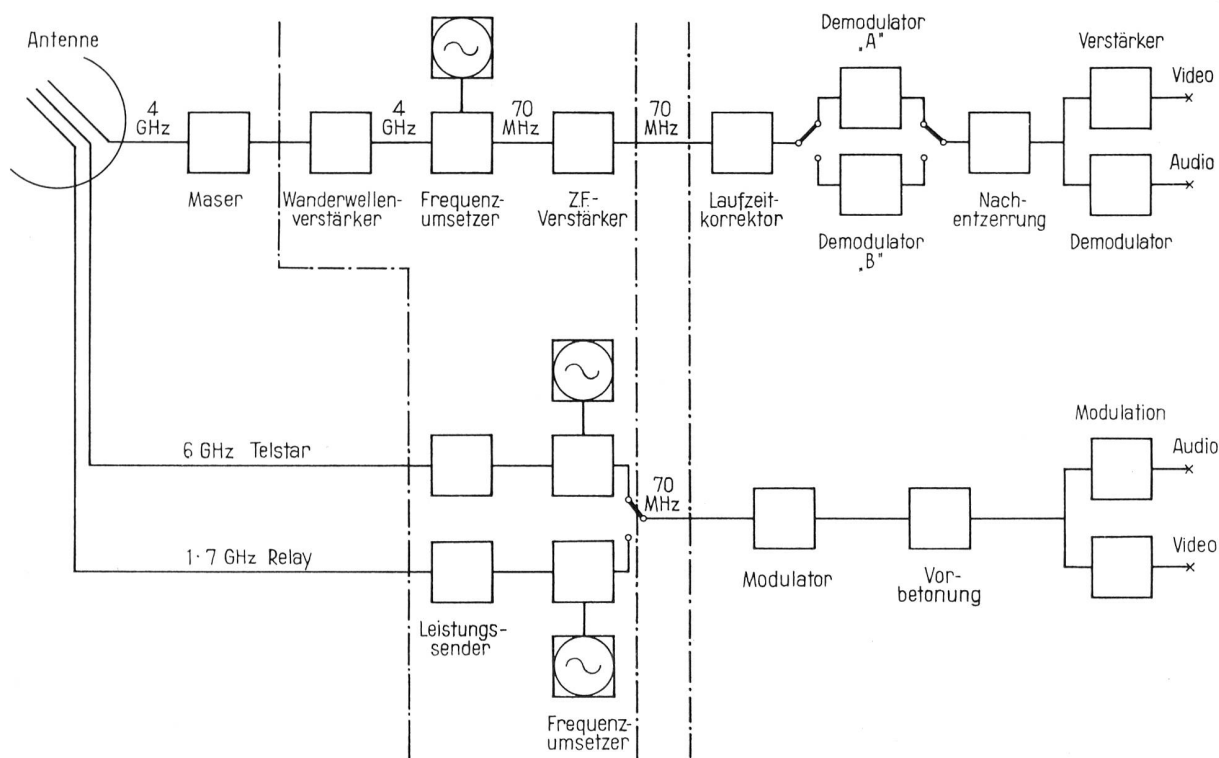 Antenne
4
GHz
Maser
Wanderwellen-
verstärker
4
GHz
Frequenz-
umsetzer
70
MHz
Z.F.-
Verstärker
70
MHz
Laufzeit-
korrektor
Demodulator
„A"
Demodulator
„B"
Nach-
entzerrung
Verstärker
Video
Audio
Demodulator
6 GHz Telstar
1·7 GHz Relay
Leistungs-
sender
Frequenz-
umsetzer
70
MHz
Modulator
Vor-
betonung
Modulation
Audio
Video